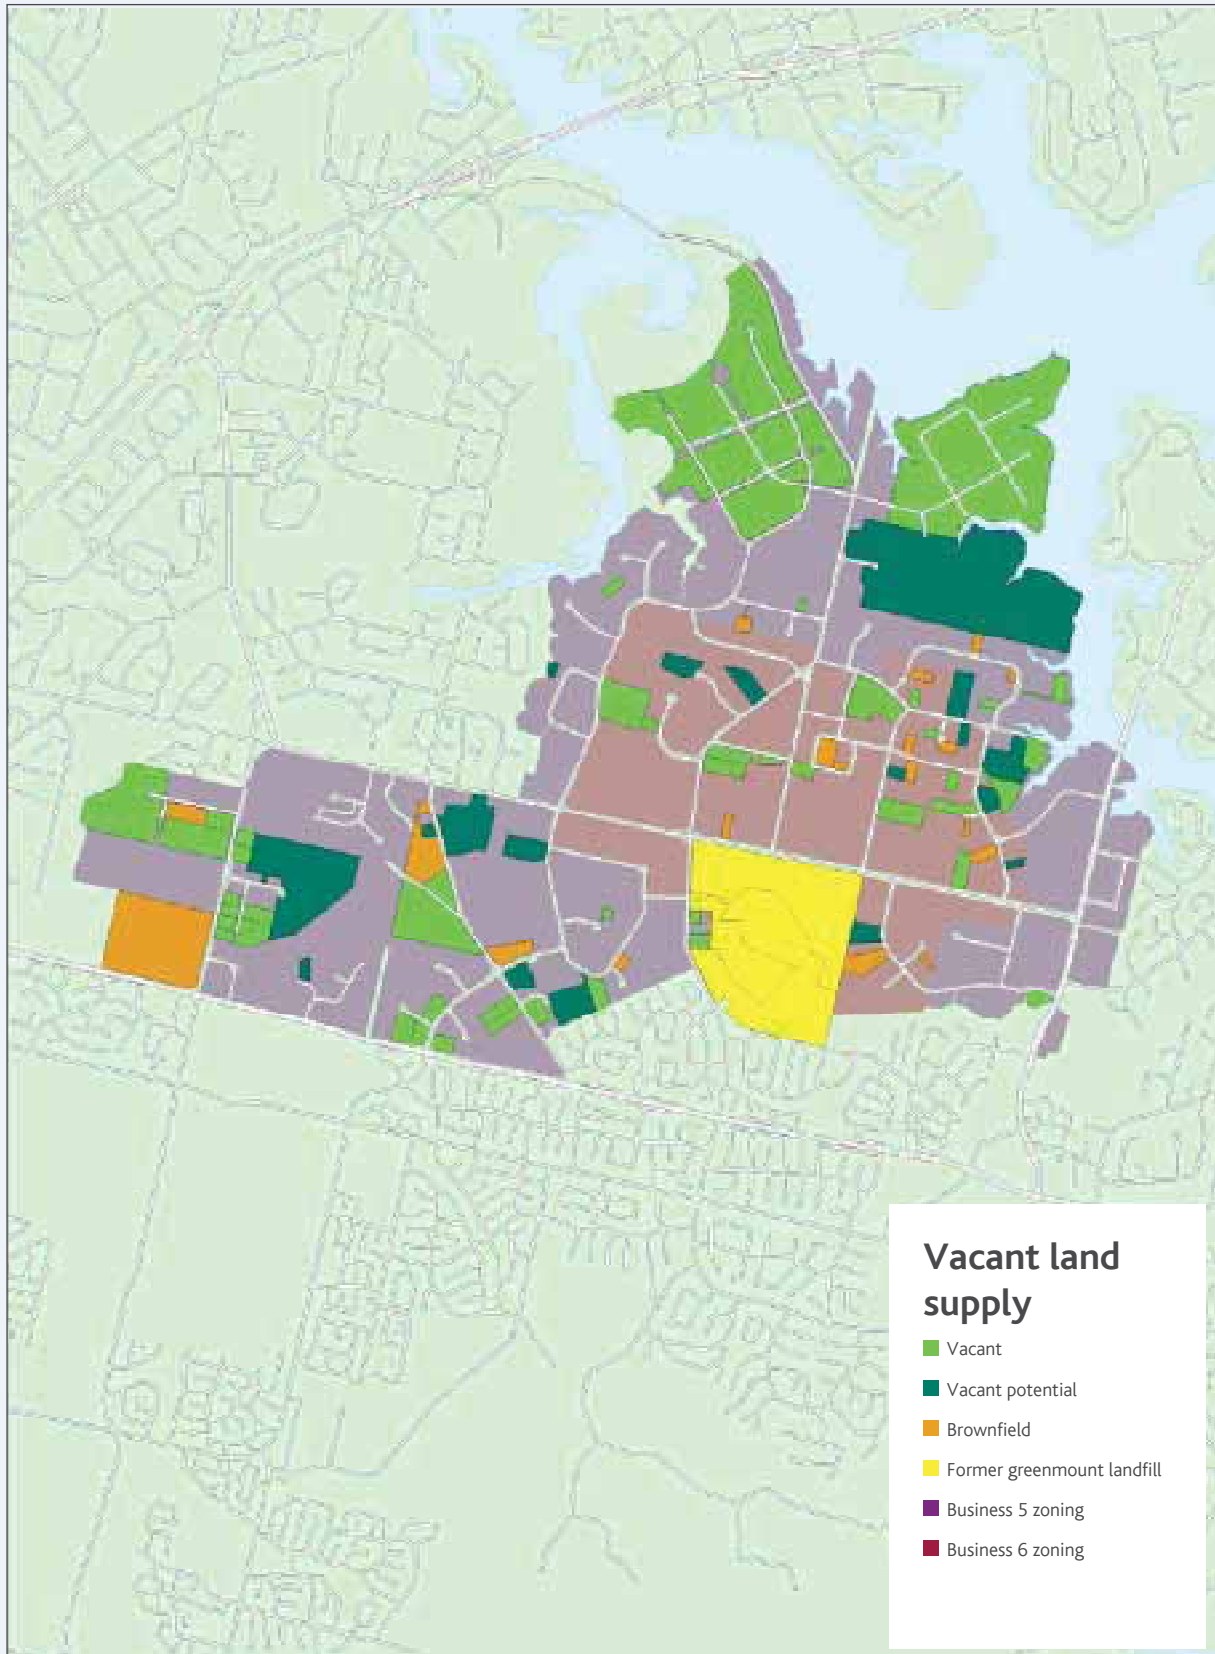 Vacant land
supply
Vacant
Vacant potential
Brownfield
Former greenmount landfill
Business 5 zoning
Business 6 zoning